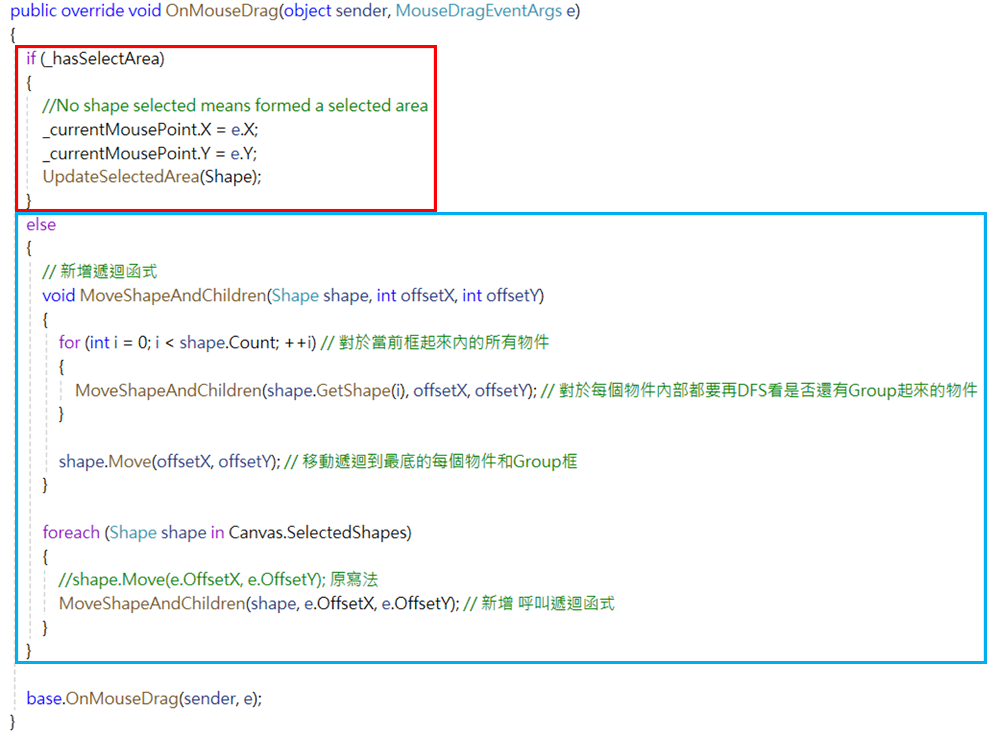 public override void OnMouseDrag(object sender, MouseDragEventArgs e)
{
if (_hasSelectArea)
{
//No shape selected means formed a selected area
_currentMousePoint.X = e.X;
_currentMousePoint.Y = e.Y;
UpdateSelectedArea(Shape);
}
else
{
// 新增遞迴函式
void MoveShapeAndChildren(Shape shape, int offsetX, int offsetY)
{
for (int i = 0; i < shape.Count; ++i) // 對於當前框起來內的所有物件
{
MoveShapeAndChildren(shape.GetShape(i), offsetX, offsetY); // 對於每個物件內部都要再DFS看是否還有Group起來的物件
}
shape.Move(offsetX, offsetY); // 移動遞迴到最底的每個物件和Group框
}
foreach (Shape shape in Canvas.SelectedShapes)
{
//shape.Move(e.OffsetX, e.OffsetY); 原寫法
MoveShapeAndChildren(shape, e.OffsetX, e.OffsetY); // 新增 呼叫遞迴函式
}
}
base.OnMouseDrag(sender, e);
}